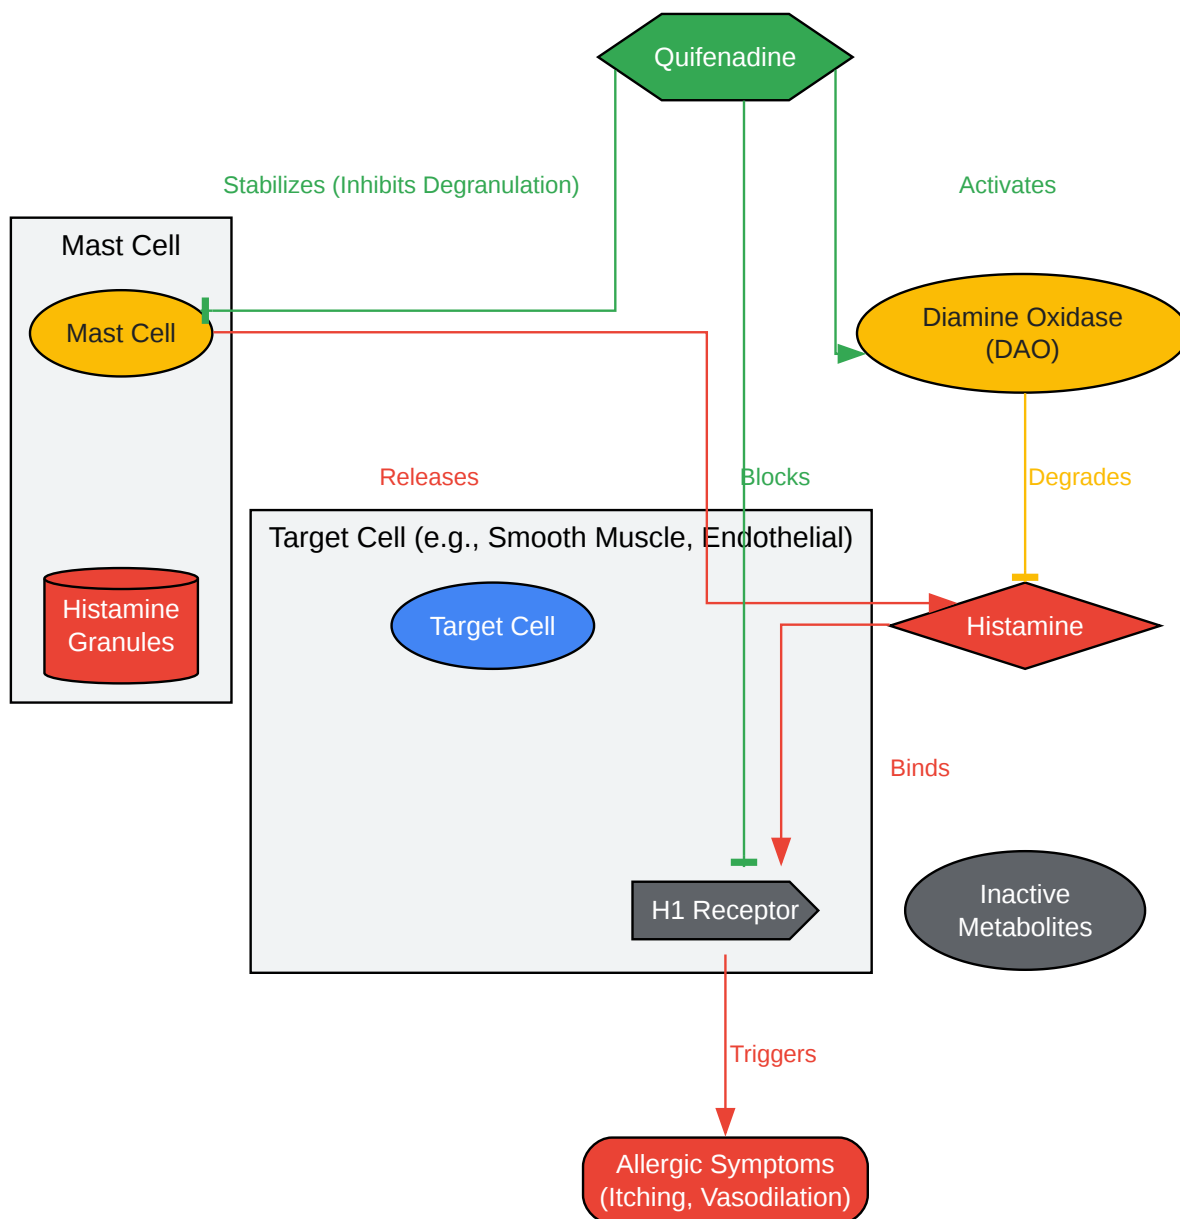 Quifenadine
Stabilizes (Inhibits Degranulation)
Activates
Mast Cell
Mast Cell
Diamine Oxidase
(DAO)
Releases
Blocks
Degrades
Target Cell (e.g., Smooth Muscle, Endothelial)
Histamine
Granules
Target Cell
Histamine
Binds
H1 Receptor
Inactive
Metabolites
Triggers
Allergic Symptoms
(Itching, Vasodilation)